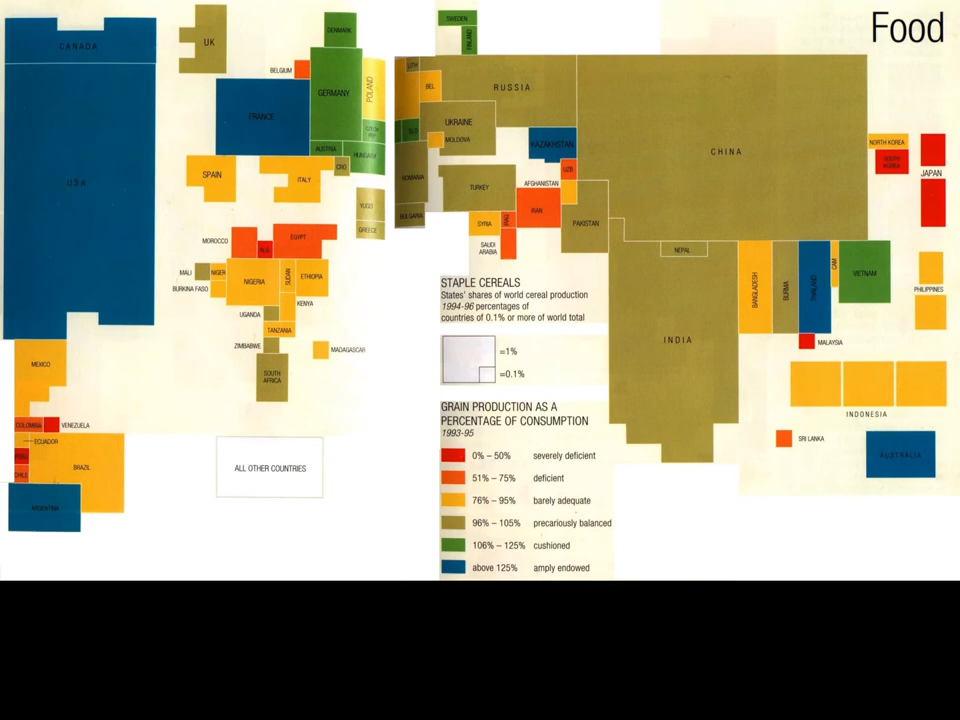 Food
CANADA
USA
MEXICO
COLOMBIA
VENEZUELA
ECUADOR
PERU
CHILE
BRAZIL
ARGENTINA
UK
BELGIUM
FRANCE
DENMARK
GERMANY
POLAND
CZECH
REP
AUSTRIA
HUNGARY
SPAIN
ITALY
CRO
YUGO
GREECE
MOROCCO
ALG
EGYPT
MALI
NIGER
BURKINA FASO
NIGERIA
SUDAN
ETHIOPIA
KENYA
UGANDA
TANZANIA
ZIMBABWE
MADAGASCAR
SOUTH
AFRICA
ALL OTHER COUNTRIES
SWEDEN
FINLAND
LITH
BEL
RUSSIA
UKRAINE
SLO
MOLDOVA
ROMANIA
BULGARIA
TURKEY
KAZAKHSTAN
UZB
AFGHANISTAN
IRAN
SYRIA
IRAQ
SAUDI
ARABIA
PAKISTAN
CHINA
NORTH KOREA
SOUTH
KOREA
JAPAN
NEPAL
INDIA
BANGLADESH
BURMA
THAILAND
CAM
VIETNAM
PHILIPPINES
MALAYSIA
INDONESIA
SRI LANKA
AUSTRALIA
STAPLE CEREALS
States' shares of world cereal production
1994-96 percentages of
countries of 0.1% or more of world total
=1%
=0.1%
GRAIN PRODUCTION AS A
PERCENTAGE OF CONSUMPTION
1993-95
0% – 50% severely deficient
51% – 75% deficient
76% – 95% barely adequate
96% – 105% precariously balanced
106% – 125% cushioned
above 125% amply endowed